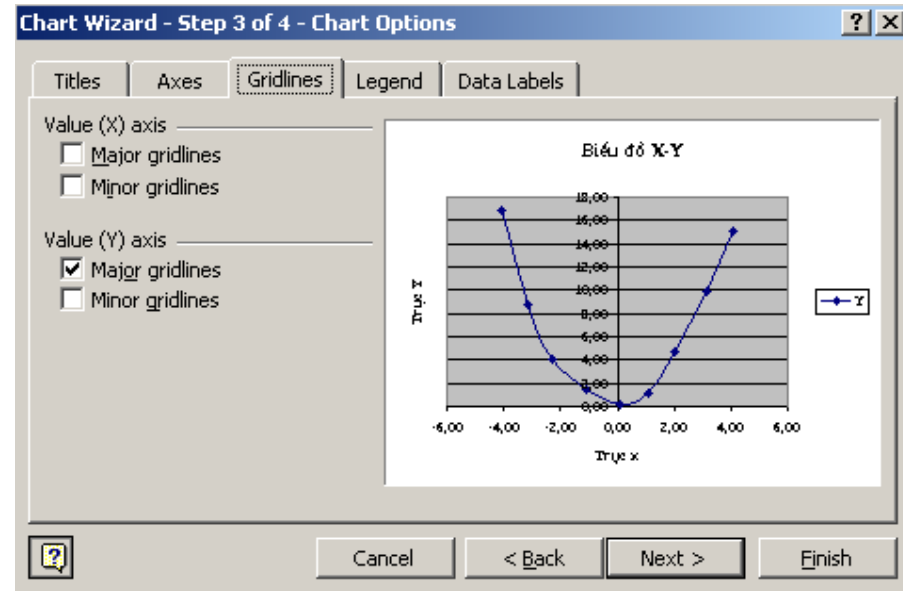 Chart Wizard - Step 3 of 4 - Chart Options
Titles
Axes
Gridlines
Legend
Data Labels
Value (X) axis
Major gridlines
Minor gridlines
Value (Y) axis
Major gridlines
Minor gridlines
Biểu đồ X-Y
18,00
16,00
14,00
12,00
10,00
8,00
6,00
4,00
2,00
0,00
-6,00 -4,00 -2,00 0,00 2,00 4,00 6,00
Trục Y
Trục x
Y
Cancel
< Back
Next >
Finish